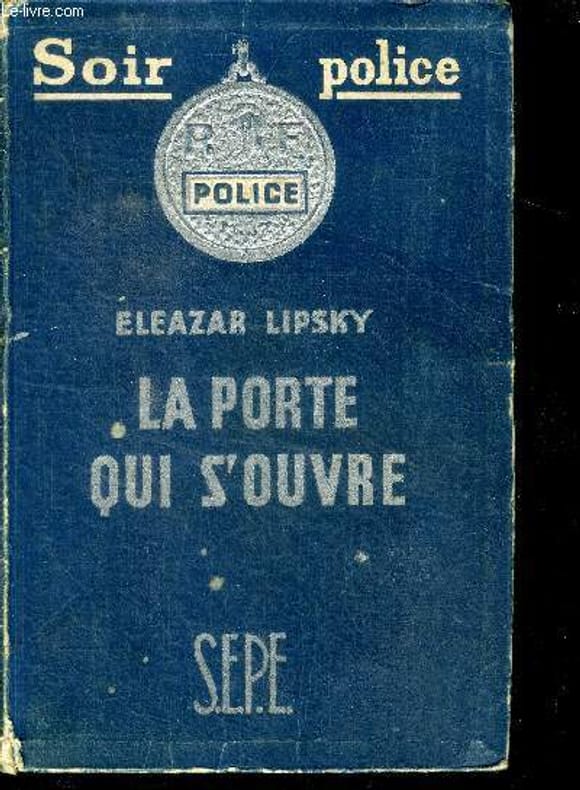 Le-livre.com
Soir police
R. F.
POLICE
ELEAZAR LIPSKY
LA PORTE
QUI S'OUVRE
S.E.P.E.